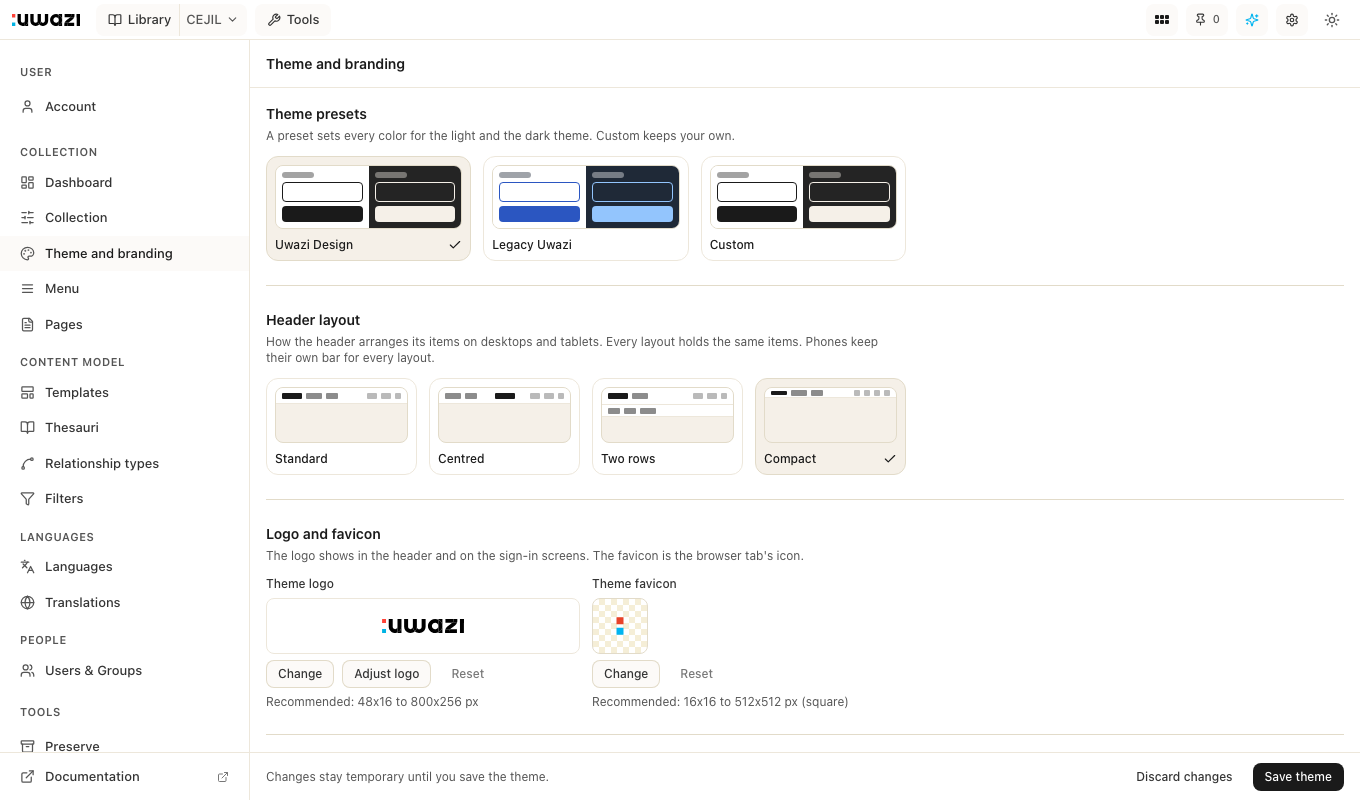 :uwazi
Library
CEJIL
Tools
0
USER
Account
COLLECTION
Dashboard
Collection
Theme and branding
Menu
Pages
CONTENT MODEL
Templates
Thesauri
Relationship types
Filters
LANGUAGES
Languages
Translations
PEOPLE
Users & Groups
TOOLS
Preserve
Documentation
Theme and branding
Theme presets
A preset sets every color for the light and the dark theme. Custom keeps your own.
Uwazi Design
Legacy Uwazi
Custom
Header layout
How the header arranges its items on desktops and tablets. Every layout holds the same items. Phones keep
their own bar for every layout.
Standard
Centred
Two rows
Compact
Logo and favicon
The logo shows in the header and on the sign-in screens. The favicon is the browser tab's icon.
Theme logo
:uwazi
Change
Adjust logo
Reset
Recommended: 48x16 to 800x256 px
Theme favicon
Change
Reset
Recommended: 16x16 to 512x512 px (square)
Changes stay temporary until you save the theme.
Discard changes
Save theme